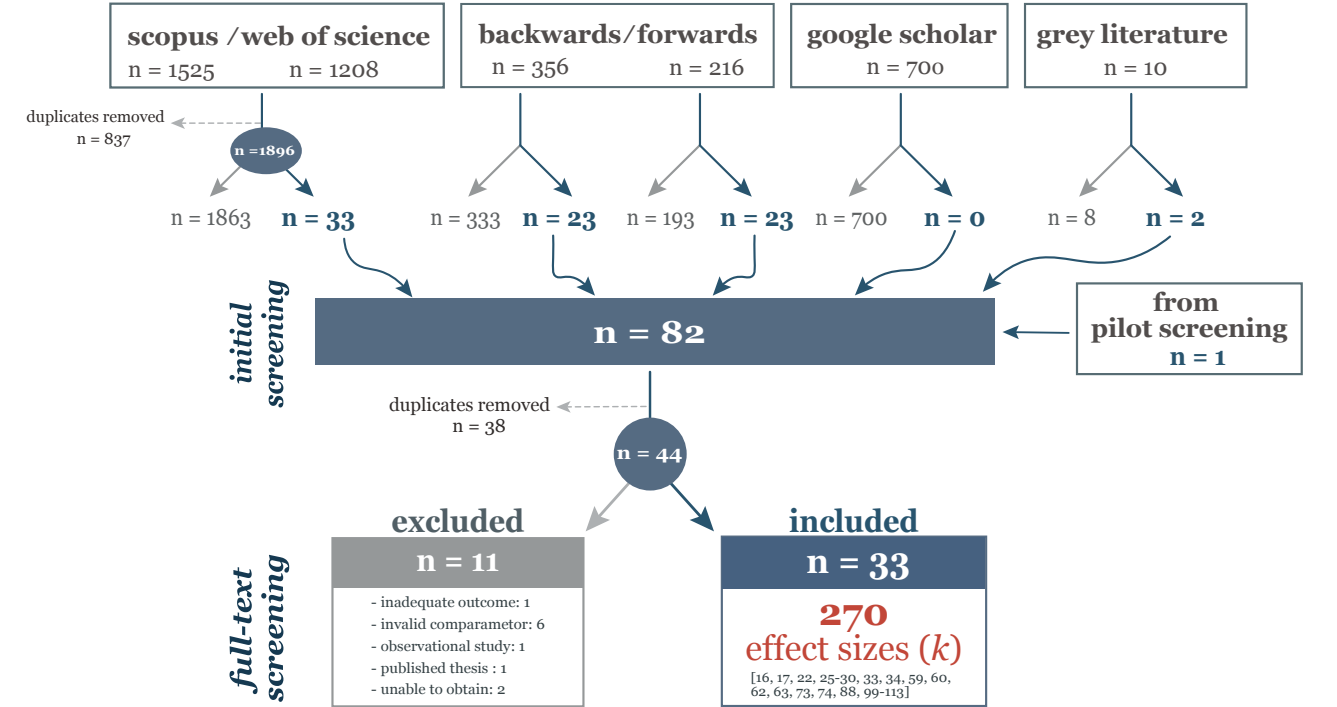 scopus /web of science
n = 1525 n = 1208
backwards/forwards
n = 356 n = 216
google scholar
n = 700
grey literature
n = 10
duplicates removed
n = 837
n =1896
n = 1863 n = 33 n = 333 n = 23 n = 193 n = 23 n = 700 n = 0 n = 8 n = 2
initial
screening
n = 82
from
pilot screening
n = 1
duplicates removed
n = 38
n = 44
full-text
screening
excluded
n = 11
- inadequate outcome: 1
- invalid comparametor: 6
- observational study: 1
- published thesis : 1
- unable to obtain: 2
included
n = 33
270
effect sizes (k)
[16, 17, 22, 25-30, 33, 34, 59, 60,
62, 63, 73, 74, 88, 99-113]